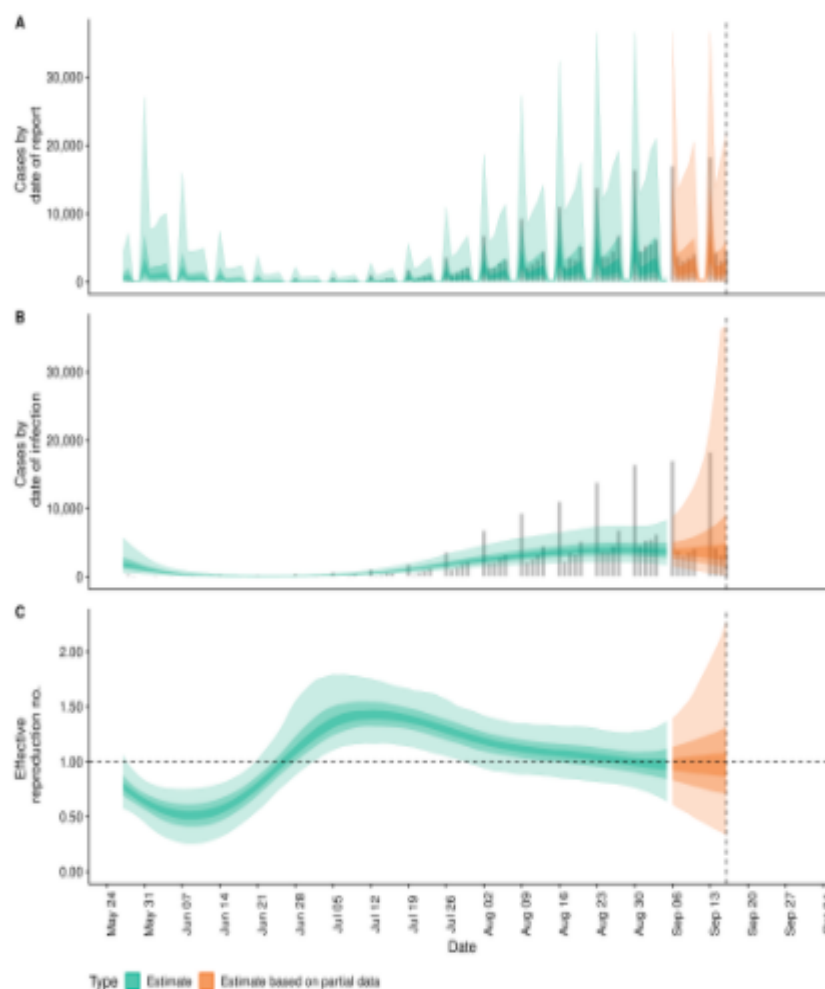 A
Cases by
date of report
30,000
20,000
10,000
0
B
Cases by
date of infection
30,000
20,000
10,000
0
C
Effective
reproduction no.
2.00
1.50
1.00
0.50
0.00
May 24
May 31
Jun 07
Jun 14
Jun 21
Jun 28
Jul 05
Jul 12
Jul 19
Jul 26
Aug 02
Aug 09
Aug 16
Aug 23
Aug 30
Sep 06
Sep 13
Sep 20
Sep 27
Date
Type Estimate Estimate based on partial data